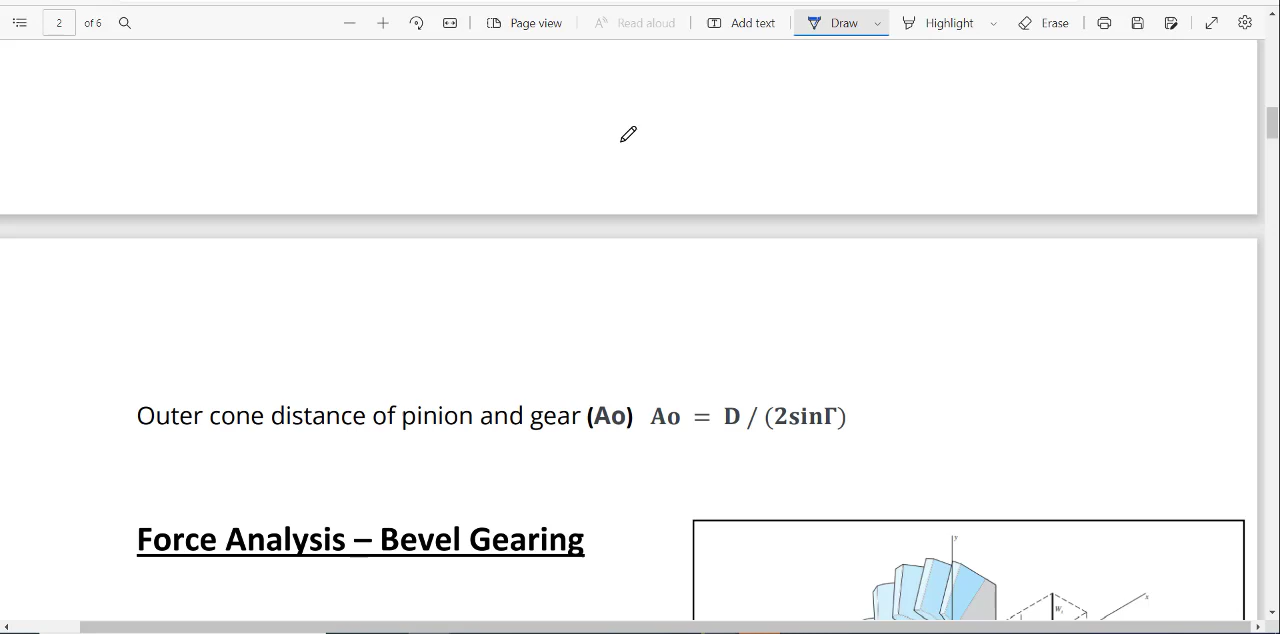 2 of 6 Page view Read aloud Add text Draw Highlight Erase
Outer cone distance of pinion and gear (Ao) Ao = D / (2sinΓ)
Force Analysis – Bevel Gearing
y
x
Wt